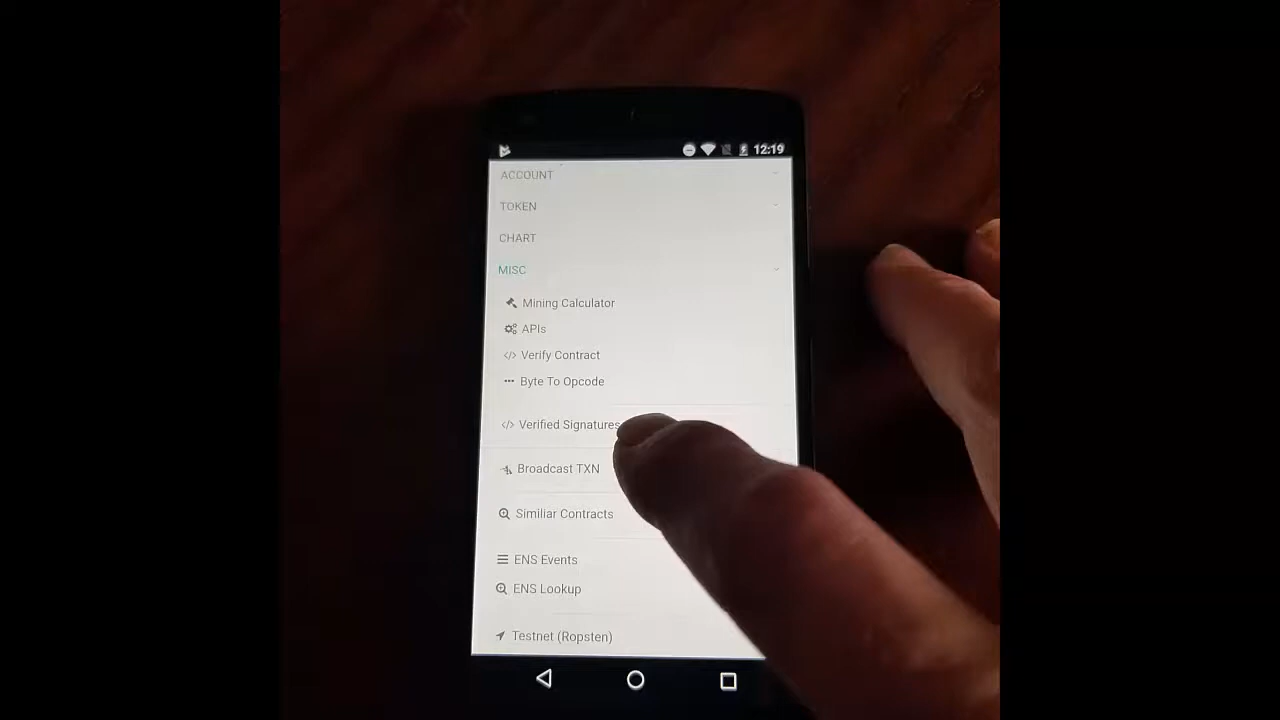 12:19
ACCOUNT
TOKEN
CHART
MISC
Mining Calculator
APIs
Verify Contract
Byte To Opcode
Verified Signatures
Broadcast TXN
Similiar Contracts
ENS Events
ENS Lookup
Testnet (Ropsten)